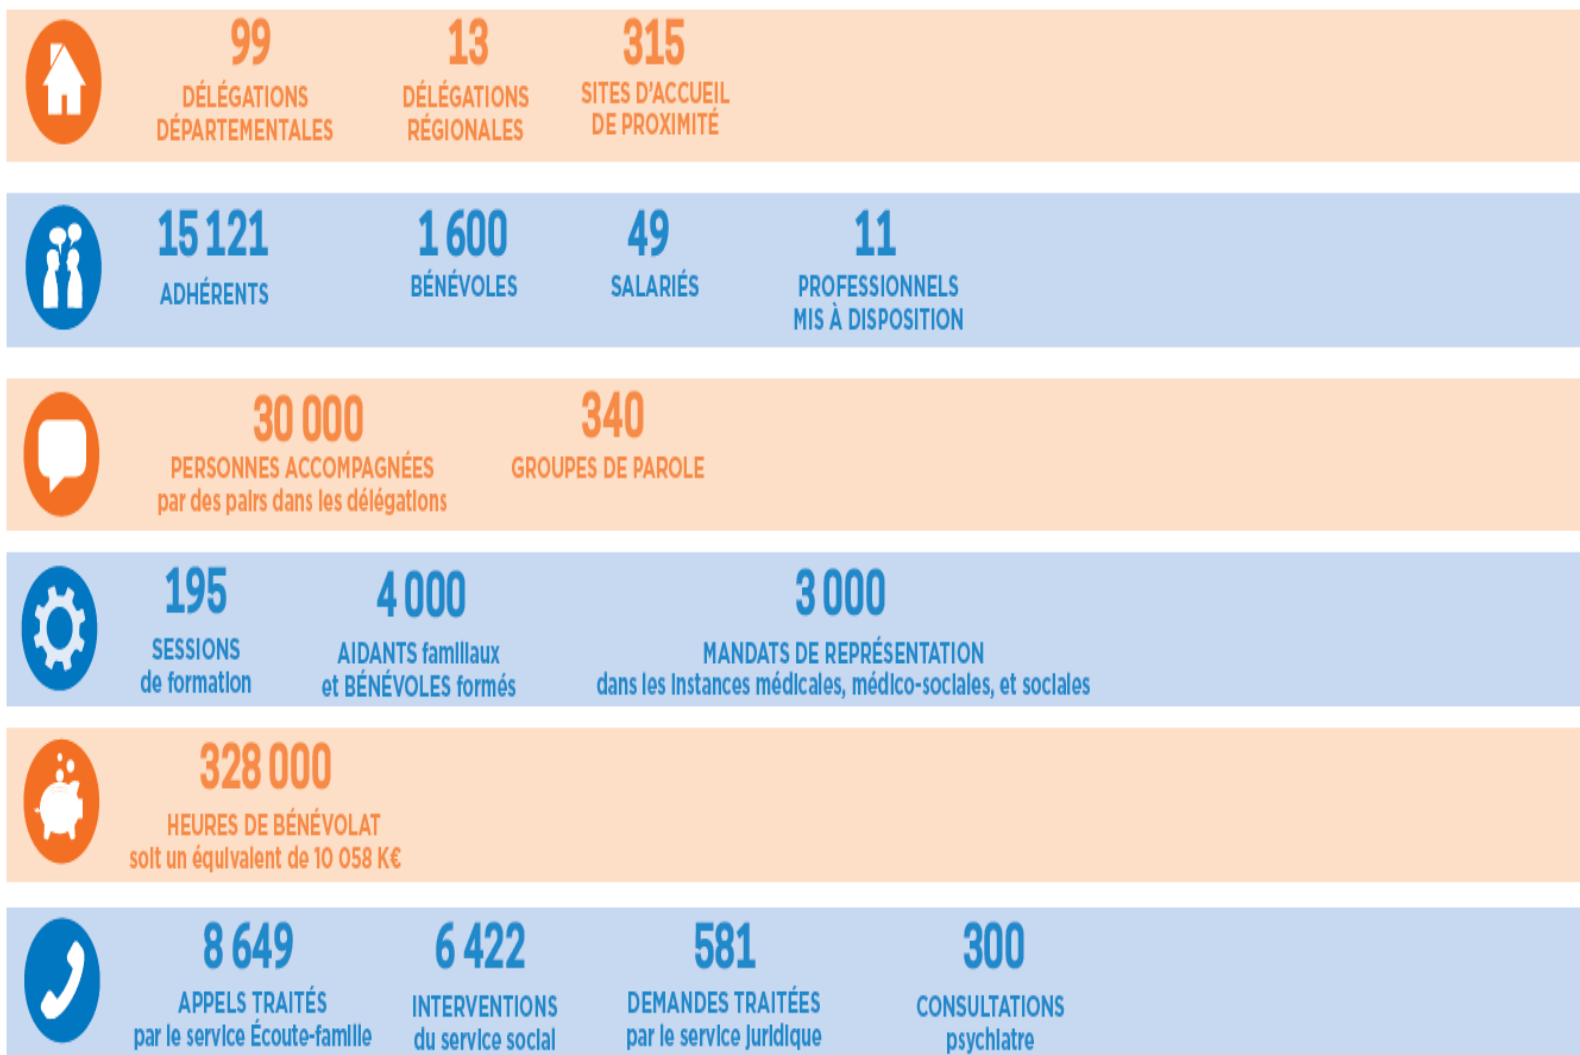 99
DÉLÉGATIONS
DÉPARTEMENTALES
13
DÉLÉGATIONS
RÉGIONALES
315
SITES D'ACCUEIL
DE PROXIMITÉ
15 121
ADHÉRENTS
1 600
BÉNÉVOLES
49
SALARIÉS
11
PROFESSIONNELS
MIS À DISPOSITION
30 000
PERSONNES ACCOMPAGNÉES
par des pairs dans les délégations
340
GROUPES DE PAROLE
195
SESSIONS
de formation
4 000
AIDANTS familiaux
et BÉNÉVOLES formés
3 000
MANDATS DE REPRÉSENTATION
dans les instances médicales, médico-sociales, et sociales
328 000
HEURES DE BÉNÉVOLAT
soit un équivalent de 10 058 K€
8 649
APPELS TRAITÉS
par le service Écoute-famille
6 422
INTERVENTIONS
du service social
581
DEMANDES TRAITÉES
par le service juridique
300
CONSULTATIONS
psychiatre